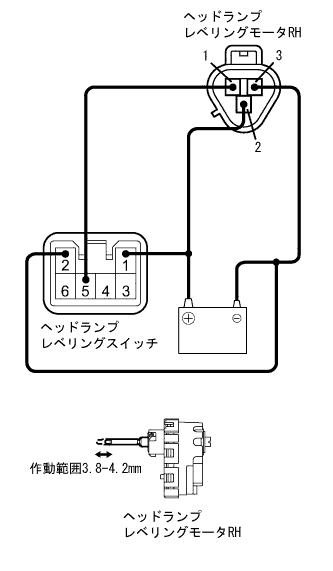 ヘッドランプ
レベリングモータRH
1 3
2
2 1
6 5 4 3
⊕ ⊖
ヘッドランプ
レベリングスイッチ
作動範囲3.8-4.2mm
ヘッドランプ
レベリングモータRH